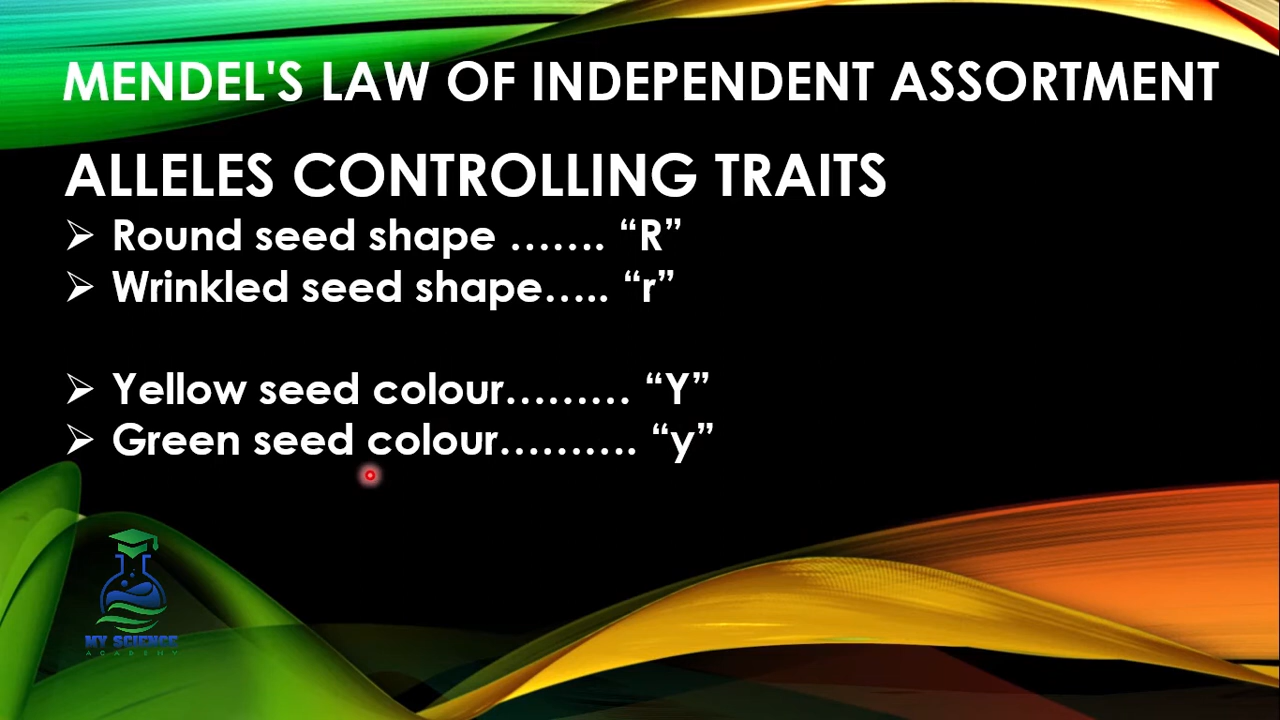 MENDEL'S LAW OF INDEPENDENT ASSORTMENT
ALLELES CONTROLLING TRAITS
➢ Round seed shape ……. “R”
➢ Wrinkled seed shape….. “r”
➢ Yellow seed colour……… “Y”
➢ Green seed colour………. “y”
MY SCIENCE
ACADEMY